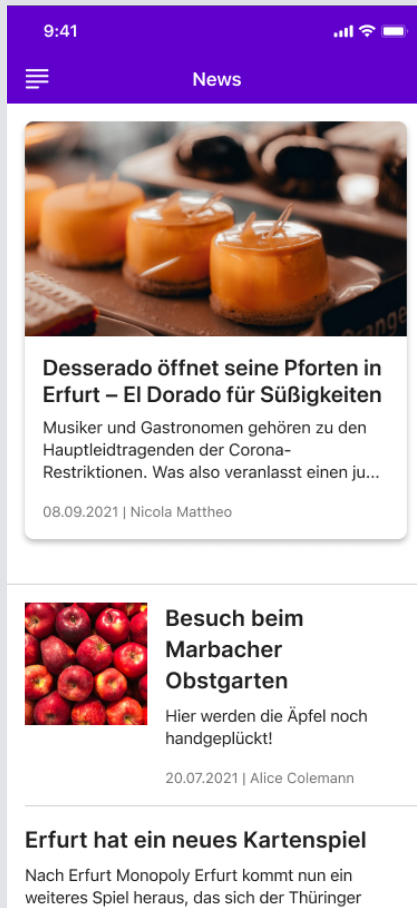 9:41
News
Orange
Desserado öffnet seine Pforten in
Erfurt – El Dorado für Süßigkeiten
Musiker und Gastronomen gehören zu den
Hauptleidtragenden der Corona-
Restriktionen. Was also veranlasst einen ju...
08.09.2021 | Nicola Mattheo
Besuch beim
Marbacher
Obstgarten
Hier werden die Äpfel noch
handgeplückt!
20.07.2021 | Alice Colemann
Erfurt hat ein neues Kartenspiel
Nach Erfurt Monopoly Erfurt kommt nun ein
weiteres Spiel heraus, das sich der Thüringer